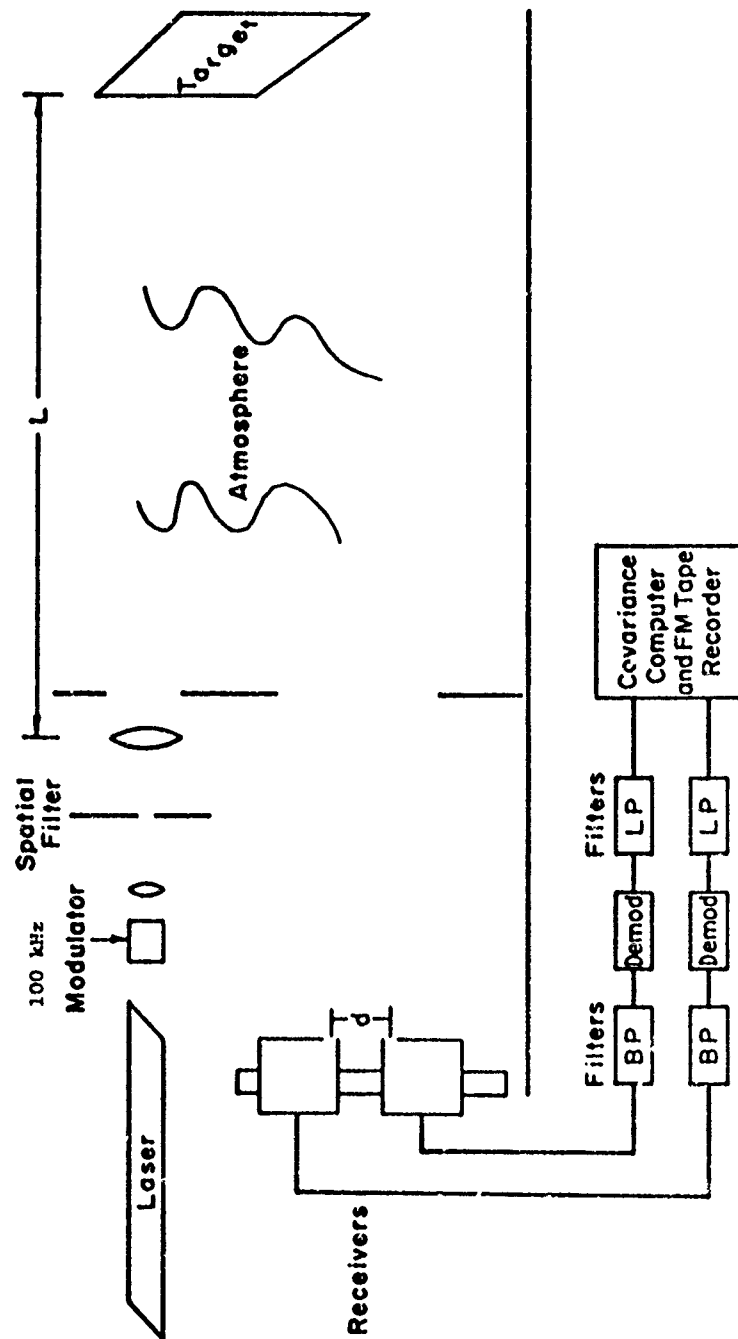 L
Target
Atmosphere
Spatial
Filter
100 kHz
Modulator
Laser
d
Receivers
Filters
BP
Demod
Filters
LP
BP
Demod
LP
Covariance
Computer
and FM Tape
Recorder